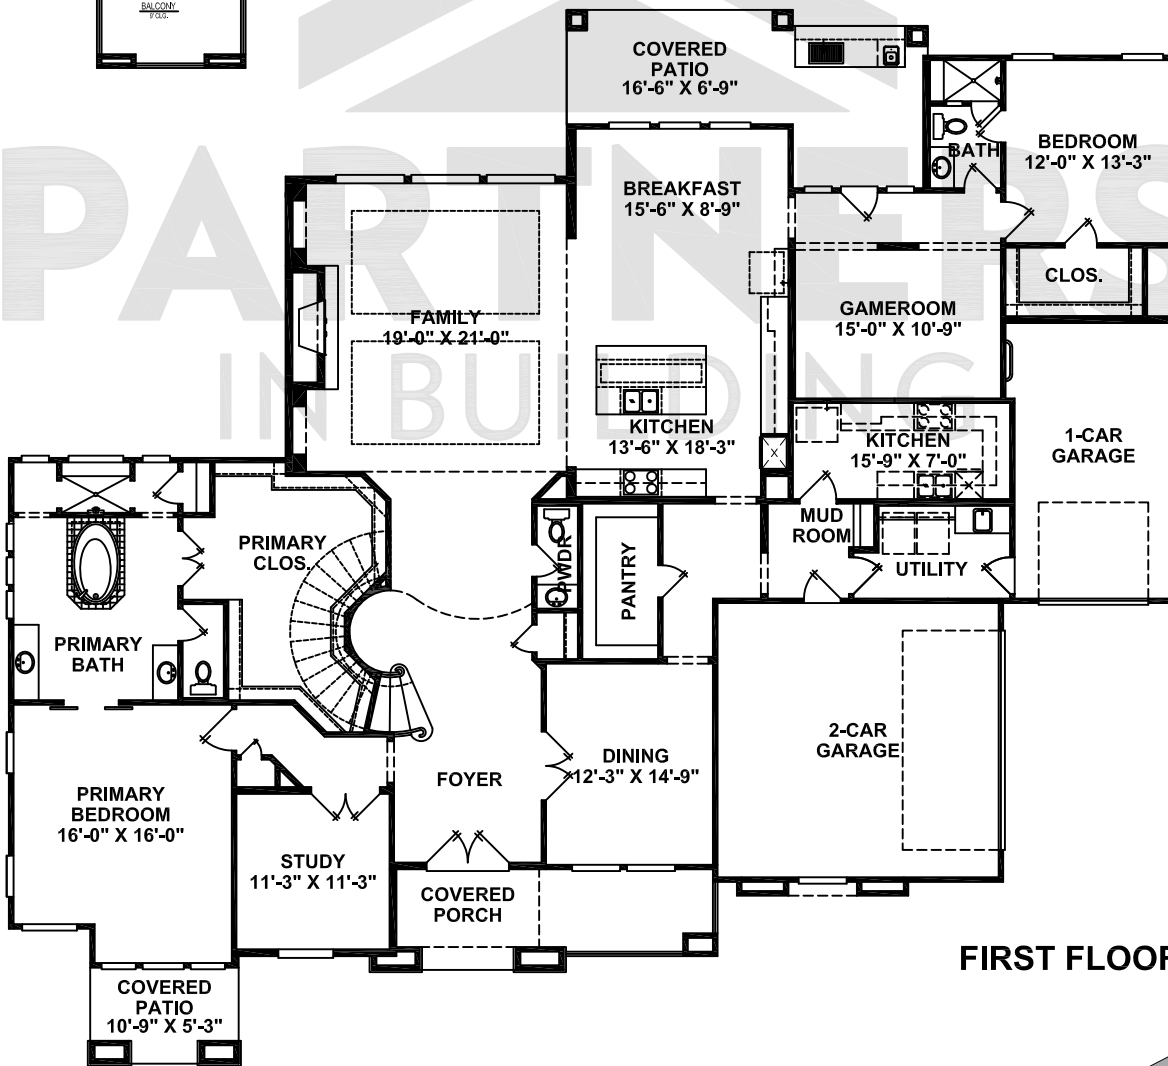 BALCONY
9' CLG.
COVERED
PATIO
16'-6" X 6'-9"
BATH
BEDROOM
12'-0" X 13'-3"
BREAKFAST
15'-6" X 8'-9"
PARTNERS
IN BUILDING
CLOS.
FAMILY
19'-0" X 21'-0"
GAMEROOM
15'-0" X 10'-9"
KITCHEN
13'-6" X 18'-3"
KITCHEN
15'-9" X 7'-0"
1-CAR
GARAGE
MUD
ROOM
UTILITY
PRIMARY
CLOS.
PWDR
PANTRY
PRIMARY
BATH
2-CAR
GARAGE
DINING
12'-3" X 14'-9"
FOYER
PRIMARY
BEDROOM
16'-0" X 16'-0"
STUDY
11'-3" X 11'-3"
COVERED
PORCH
FIRST FLOOR
COVERED
PATIO
10'-9" X 5'-3"